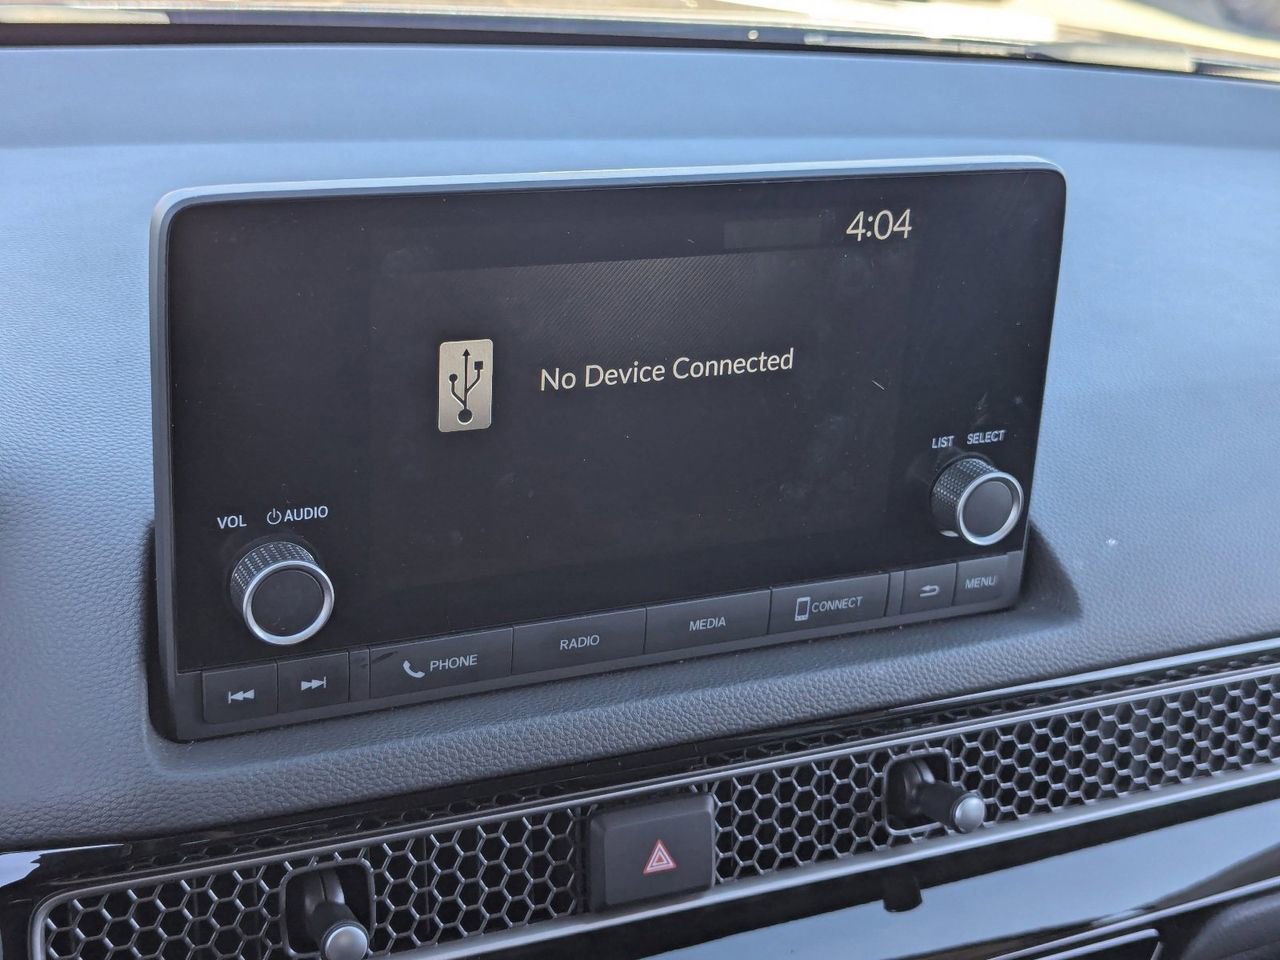 4:04
No Device Connected
LIST SELECT
VOL AUDIO
PHONE
RADIO
MEDIA
CONNECT
MENU